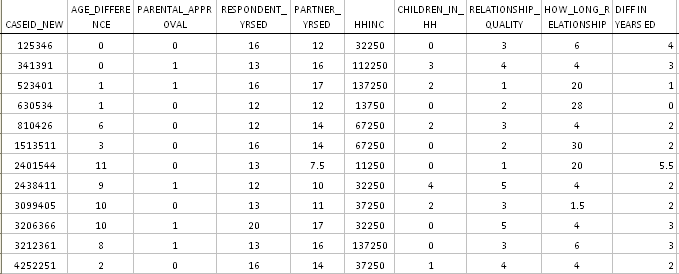 CASEID_NEW AGE_DIFFERENCE PARENTAL_APPROVAL RESPONDENT_YRSED PARTNER_YRSED HHINC CHILDREN_IN_HH RELATIONSHIP_QUALITY HOW_LONG_RELATIONSHIP DIFF IN YEARS ED
125346 0 0 16 12 32250 0 3 6 4
341391 0 1 13 16 112250 3 4 4 3
523401 1 1 16 17 137250 2 1 20 1
630534 1 0 12 12 13750 0 2 28 0
810426 6 0 12 14 67250 2 3 4 2
1513511 3 0 16 14 67250 0 2 30 2
2401544 11 0 13 7.5 11250 0 1 20 5.5
2438411 9 1 12 10 32250 4 5 4 2
3099405 10 0 13 11 37250 2 3 1.5 2
3206366 10 1 20 17 32250 0 5 4 3
3212361 8 1 13 16 137250 0 3 6 3
4252251 2 0 16 14 37250 1 4 4 2